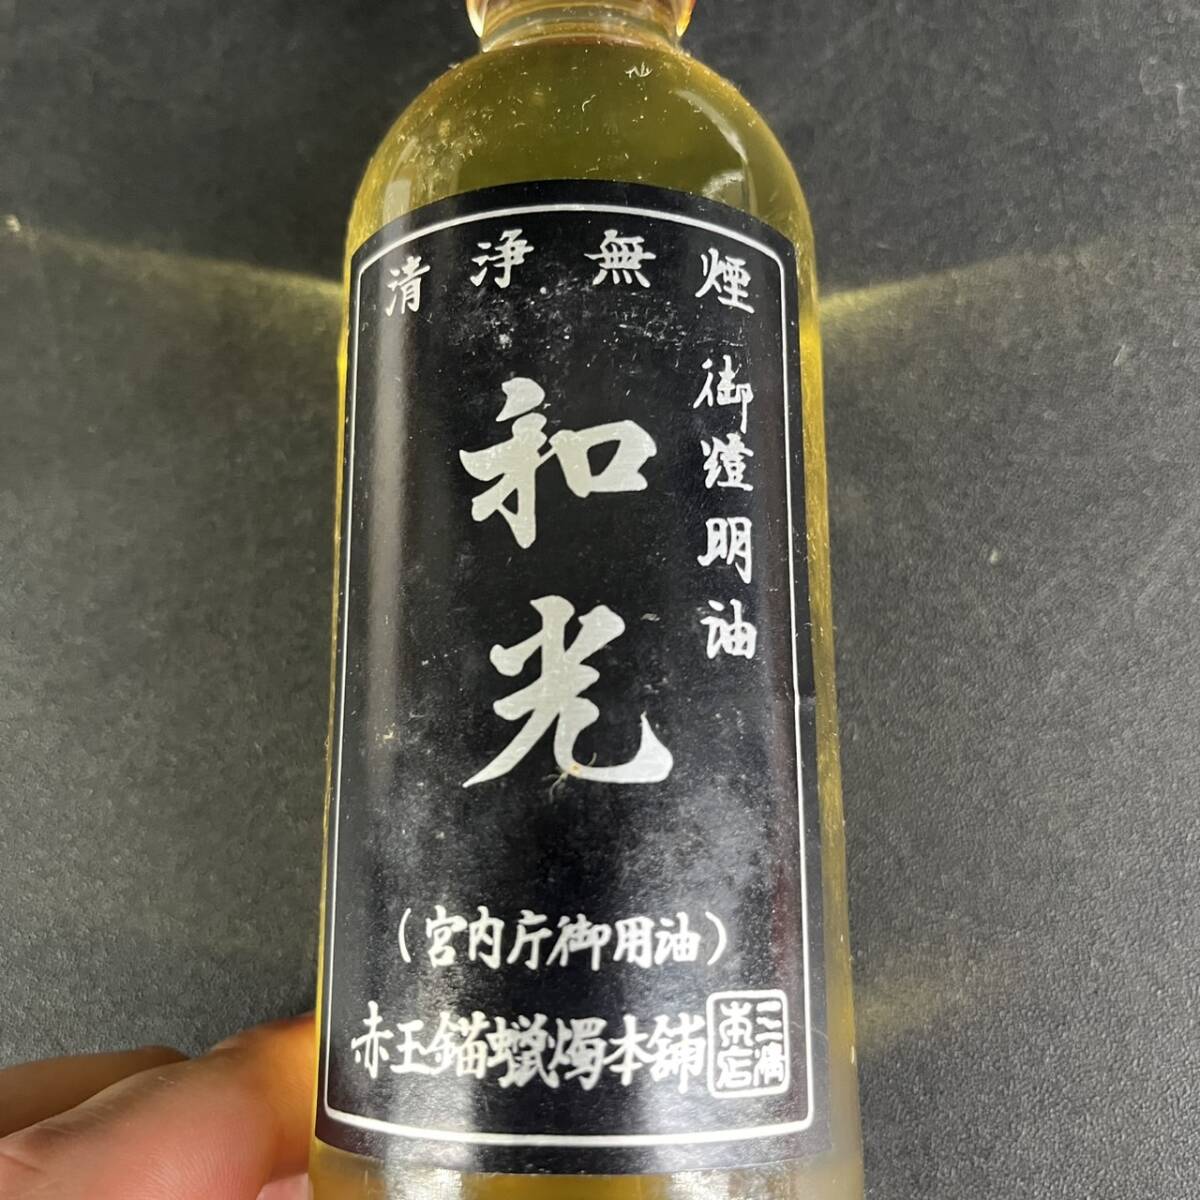 清浄無煙
御燈明油
和光
(宮内庁御用油)
赤王錨蠟燭本舗